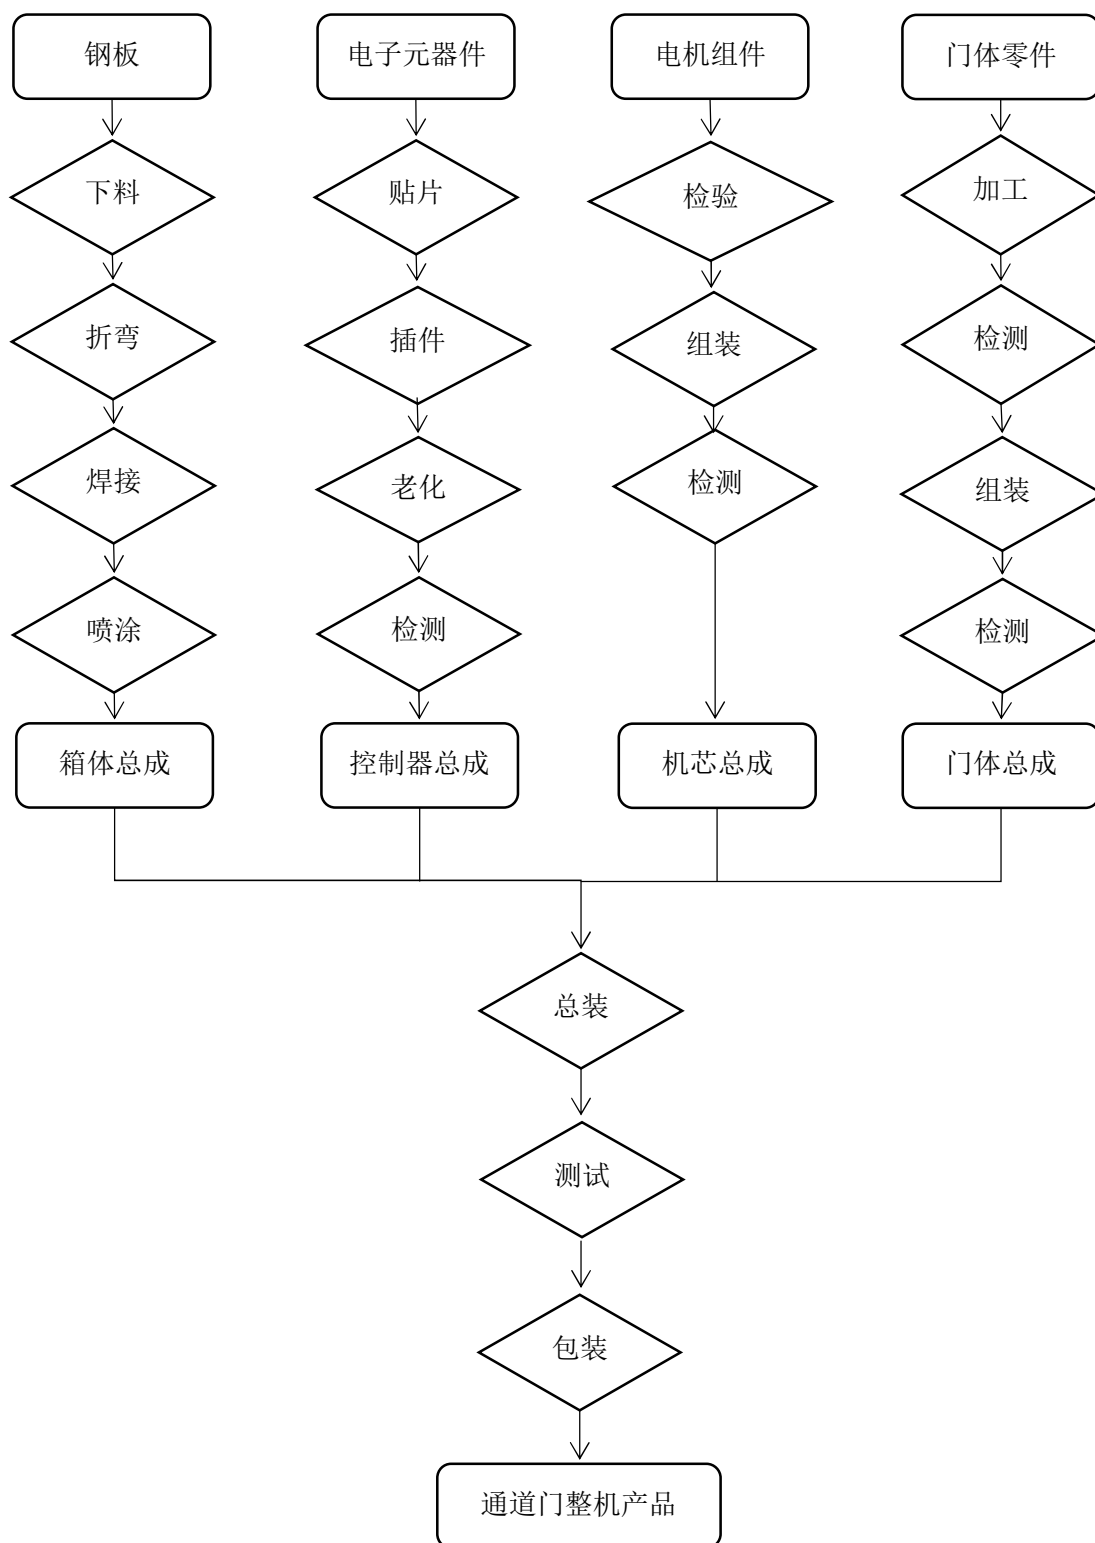 钢板
电子元器件
电机组件
门体零件
下料
贴片
检验
加工
折弯
插件
组装
检测
焊接
老化
检测
组装
喷涂
检测
检测
箱体总成
控制器总成
机芯总成
门体总成
总装
测试
包装
通道门整机产品